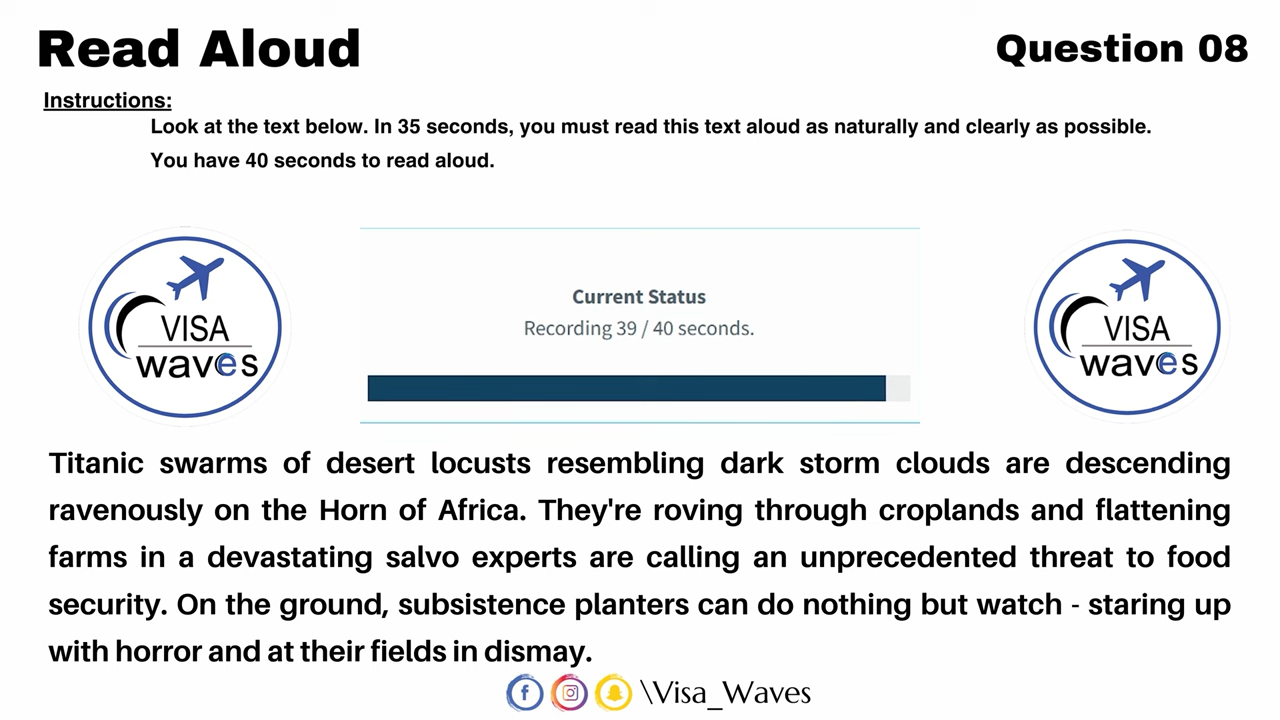 Read Aloud
Question 08
Instructions:
Look at the text below. In 35 seconds, you must read this text aloud as naturally and clearly as possible.
You have 40 seconds to read aloud.
VISA
waves
Current Status
Recording 39 / 40 seconds.
VISA
waves
Titanic swarms of desert locusts resembling dark storm clouds are descending
ravenously on the Horn of Africa. They're roving through croplands and flattening
farms in a devastating salvo experts are calling an unprecedented threat to food
security. On the ground, subsistence planters can do nothing but watch - staring up
with horror and at their fields in dismay.
\Visa_Waves